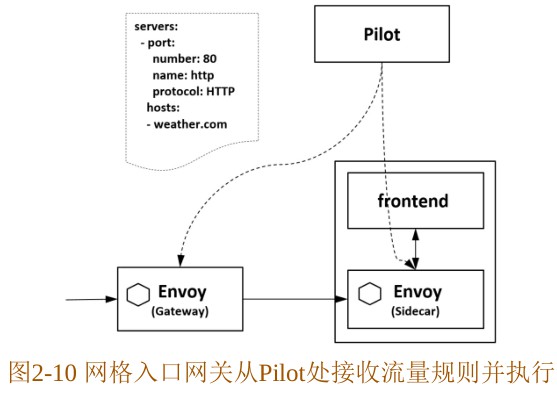 servers:
- port:
number: 80
name: http
protocol: HTTP
hosts:
- weather.com
Pilot
frontend
Envoy
(Gateway)
Envoy
(Sidecar)
图2-10 网格入口网关从Pilot处接收流量规则并执行